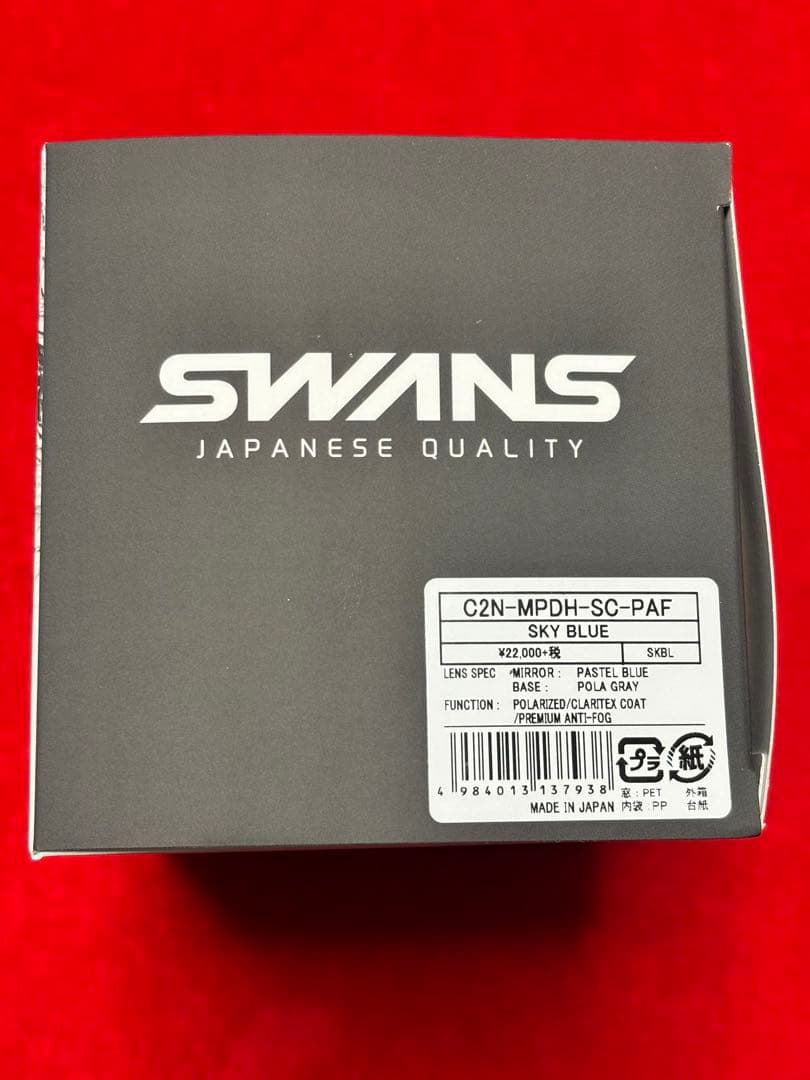 SWANS
JAPANESE QUALITY
C2N-MPDH-SC-PAF
SKY BLUE
¥22,000+税 SKBL
LENS SPEC MIRROR : PASTEL BLUE
BASE : POLA GRAY
FUNCTION : POLARIZED/CLARITEX COAT
/PREMIUM ANTI-FOG
プラ 紙
4 984013 137938 窓 : PET 外箱
MADE IN JAPAN 内袋 : PP 台紙